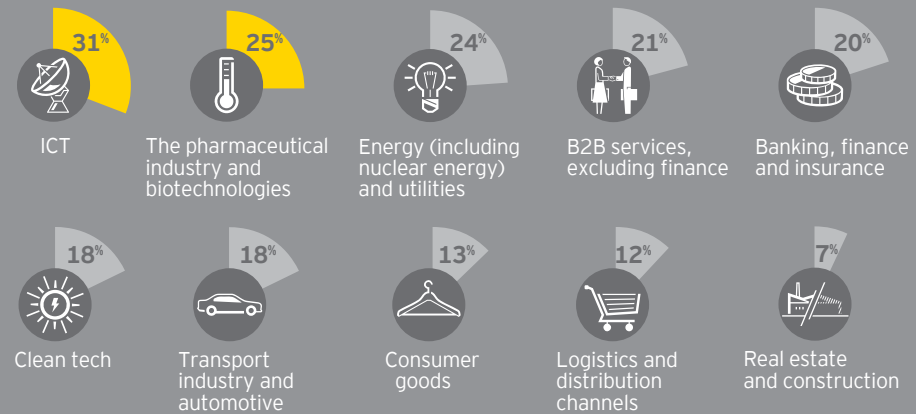 31%
25%
24%
21%
20%
ICT
The pharmaceutical
industry and
biotechnologies
Energy (including
nuclear energy)
and utilities
B2B services,
excluding finance
Banking, finance
and insurance
18%
18%
13%
12%
7%
Clean tech
Transport
industry and
automotive
Consumer
goods
Logistics and
distribution
channels
Real estate
and construction